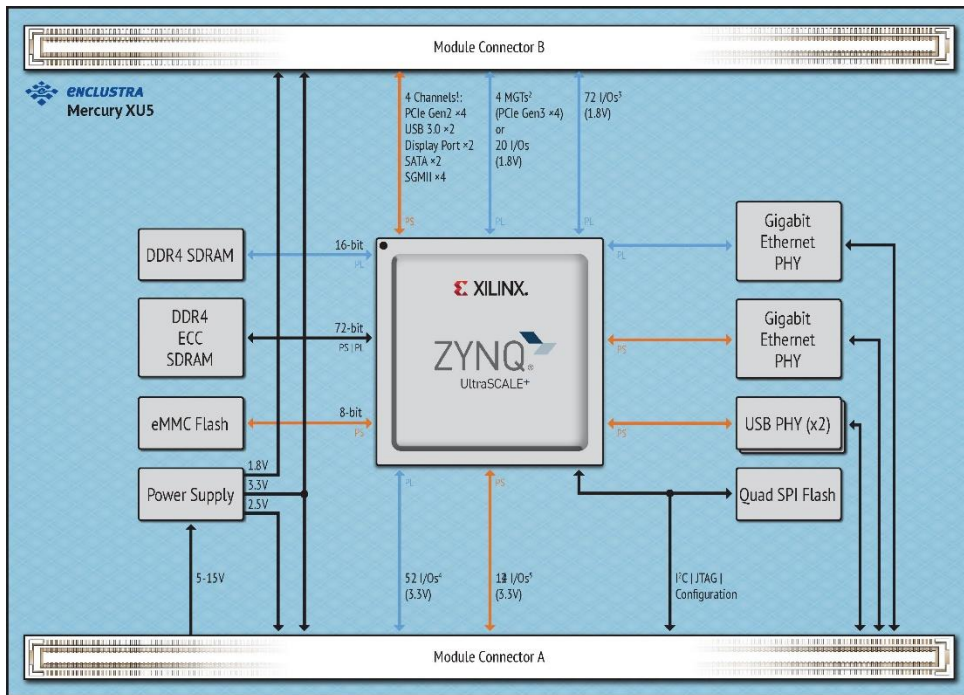 Module Connector B
ENCLUSTRA
Mercury XU5
4 Channels¹:
PCIe Gen2 ×4
USB 3.0 ×2
Display Port ×2
SATA ×2
SGMII ×4
PS
4 MGTs²
(PCIe Gen3 ×4)
or
20 I/Os
(1.8V)
PL
72 I/Os³
(1.8V)
PL
DDR4 SDRAM
16-bit
PL
DDR4
ECC
SDRAM
72-bit
PS | PL
eMMC Flash
8-bit
PS
Power Supply
1.8V
3.3V
2.5V
5-15V
XILINX.
ZYNQ®
UltraSCALE+
PL
Gigabit
Ethernet
PHY
PS
Gigabit
Ethernet
PHY
PS
USB PHY (x2)
Quad SPI Flash
PL
52 I/Os⁴
(3.3V)
PS
I/Os⁵
(3.3V)
I²C | JTAG |
Configuration
Module Connector A